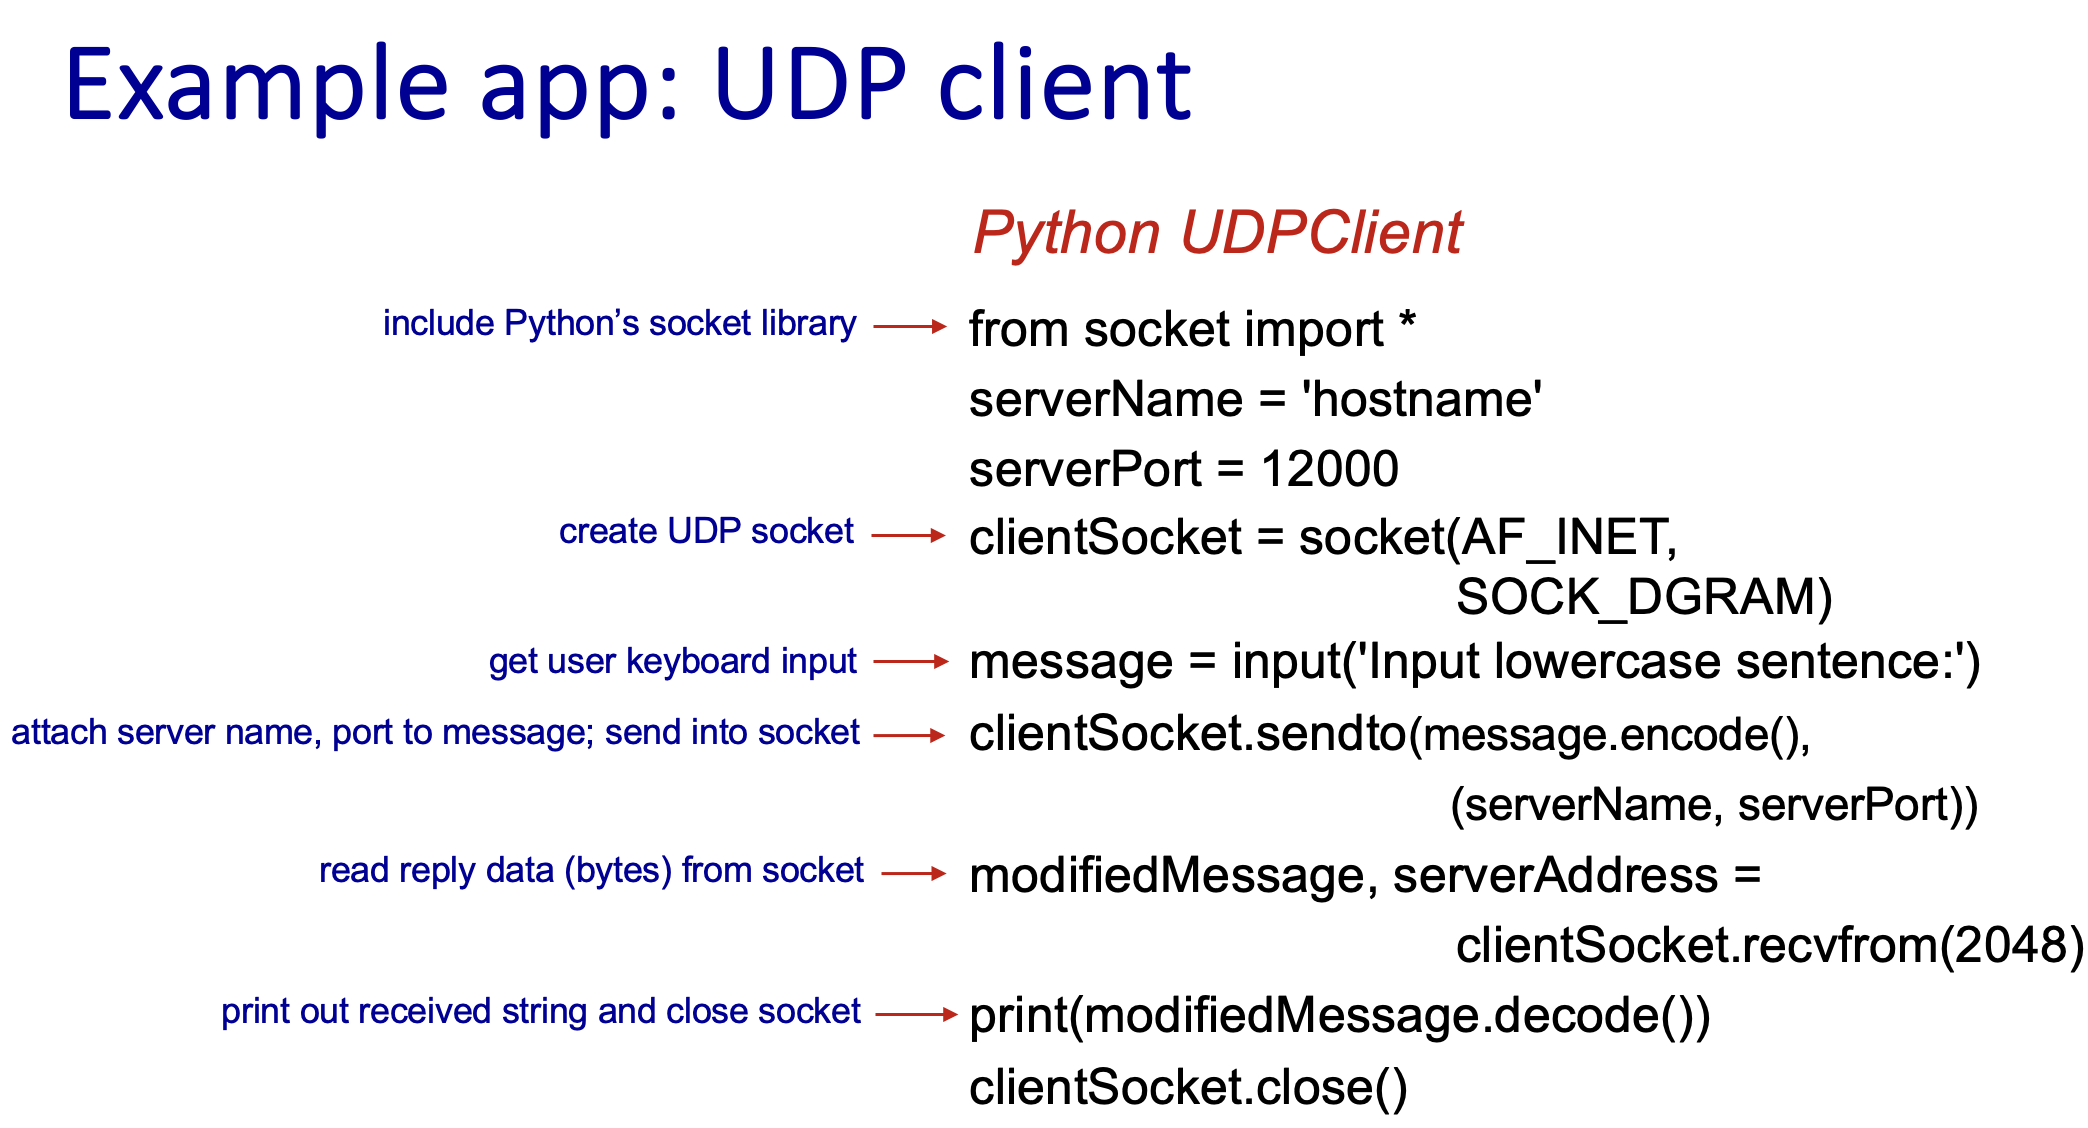 Example app: UDP client
Python UDPClient
include Python’s socket library
from socket import *
serverName = 'hostname'
serverPort = 12000
create UDP socket
clientSocket = socket(AF_INET,
SOCK_DGRAM)
get user keyboard input
message = input('Input lowercase sentence:')
attach server name, port to message; send into socket
clientSocket.sendto(message.encode(),
(serverName, serverPort))
read reply data (bytes) from socket
modifiedMessage, serverAddress =
clientSocket.recvfrom(2048)
print out received string and close socket
print(modifiedMessage.decode())
clientSocket.close()